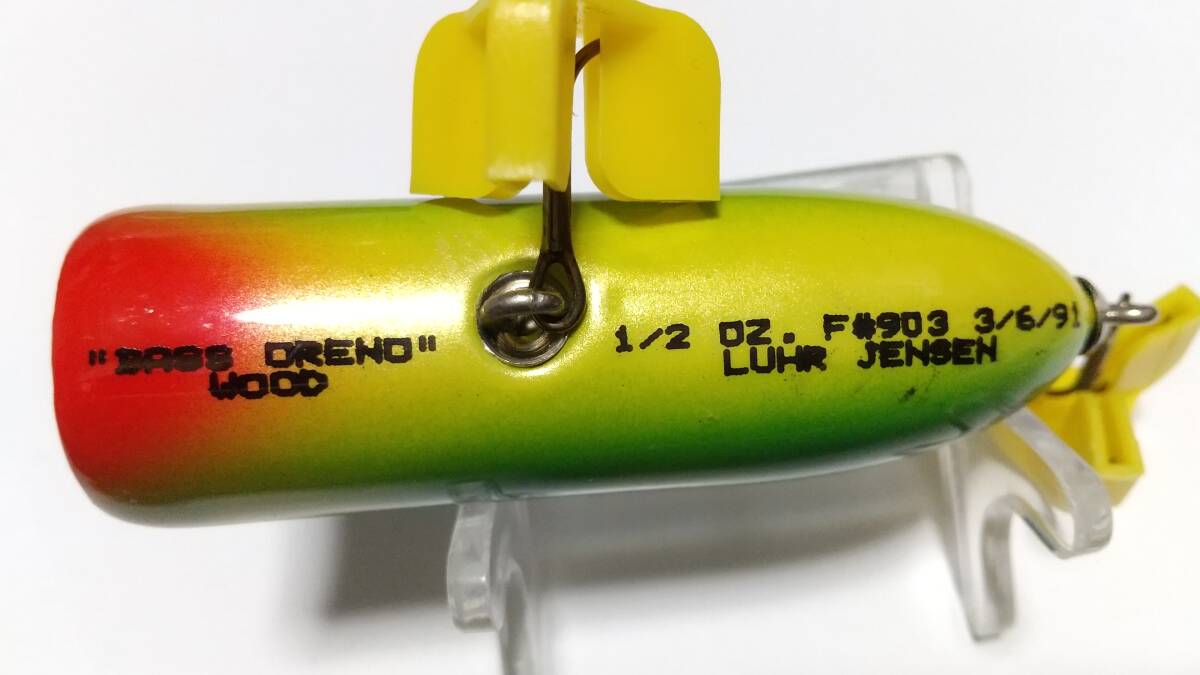 "BASS ORENO"
WOOD
1/2 OZ. F#903 3/6/91
LUHR JENSEN